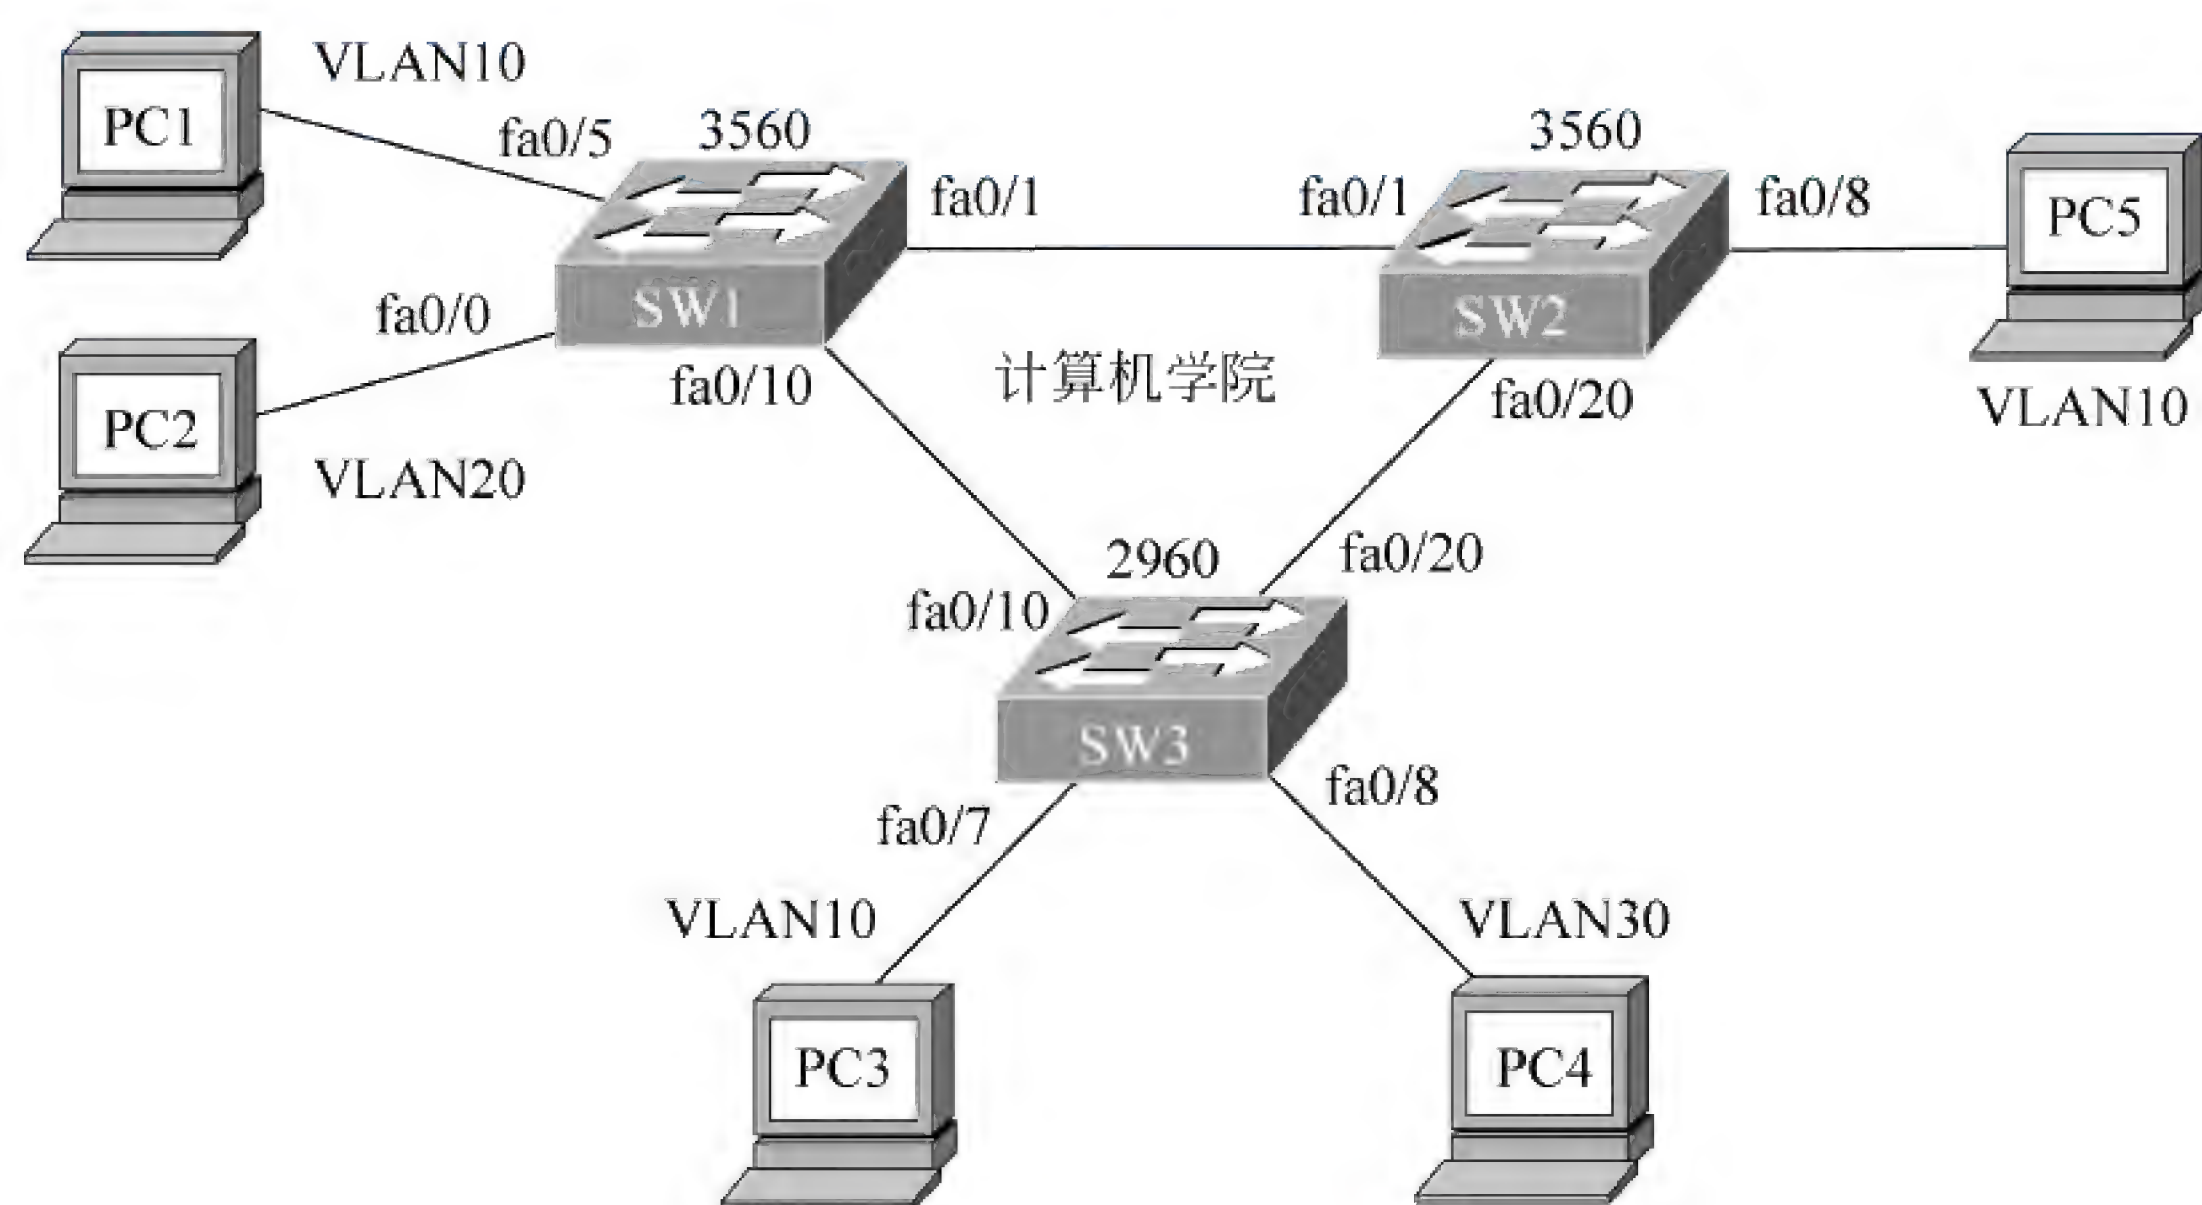 VLAN10
PC1
fa0/5
3560
3560
fa0/1
fa0/1
fa0/8
PC5
SW1
SW2
fa0/0
PC2
fa0/10
计算机学院
fa0/20
VLAN10
VLAN20
2960
fa0/20
fa0/10
SW3
fa0/7
fa0/8
VLAN10
VLAN30
PC3
PC4